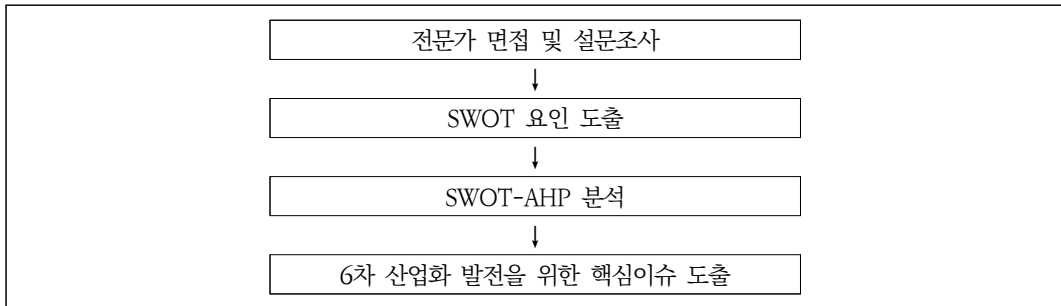 전문가 면접 및 설문조사
↓
SWOT 요인 도출
↓
SWOT-AHP 분석
↓
6차 산업화 발전을 위한 핵심이슈 도출